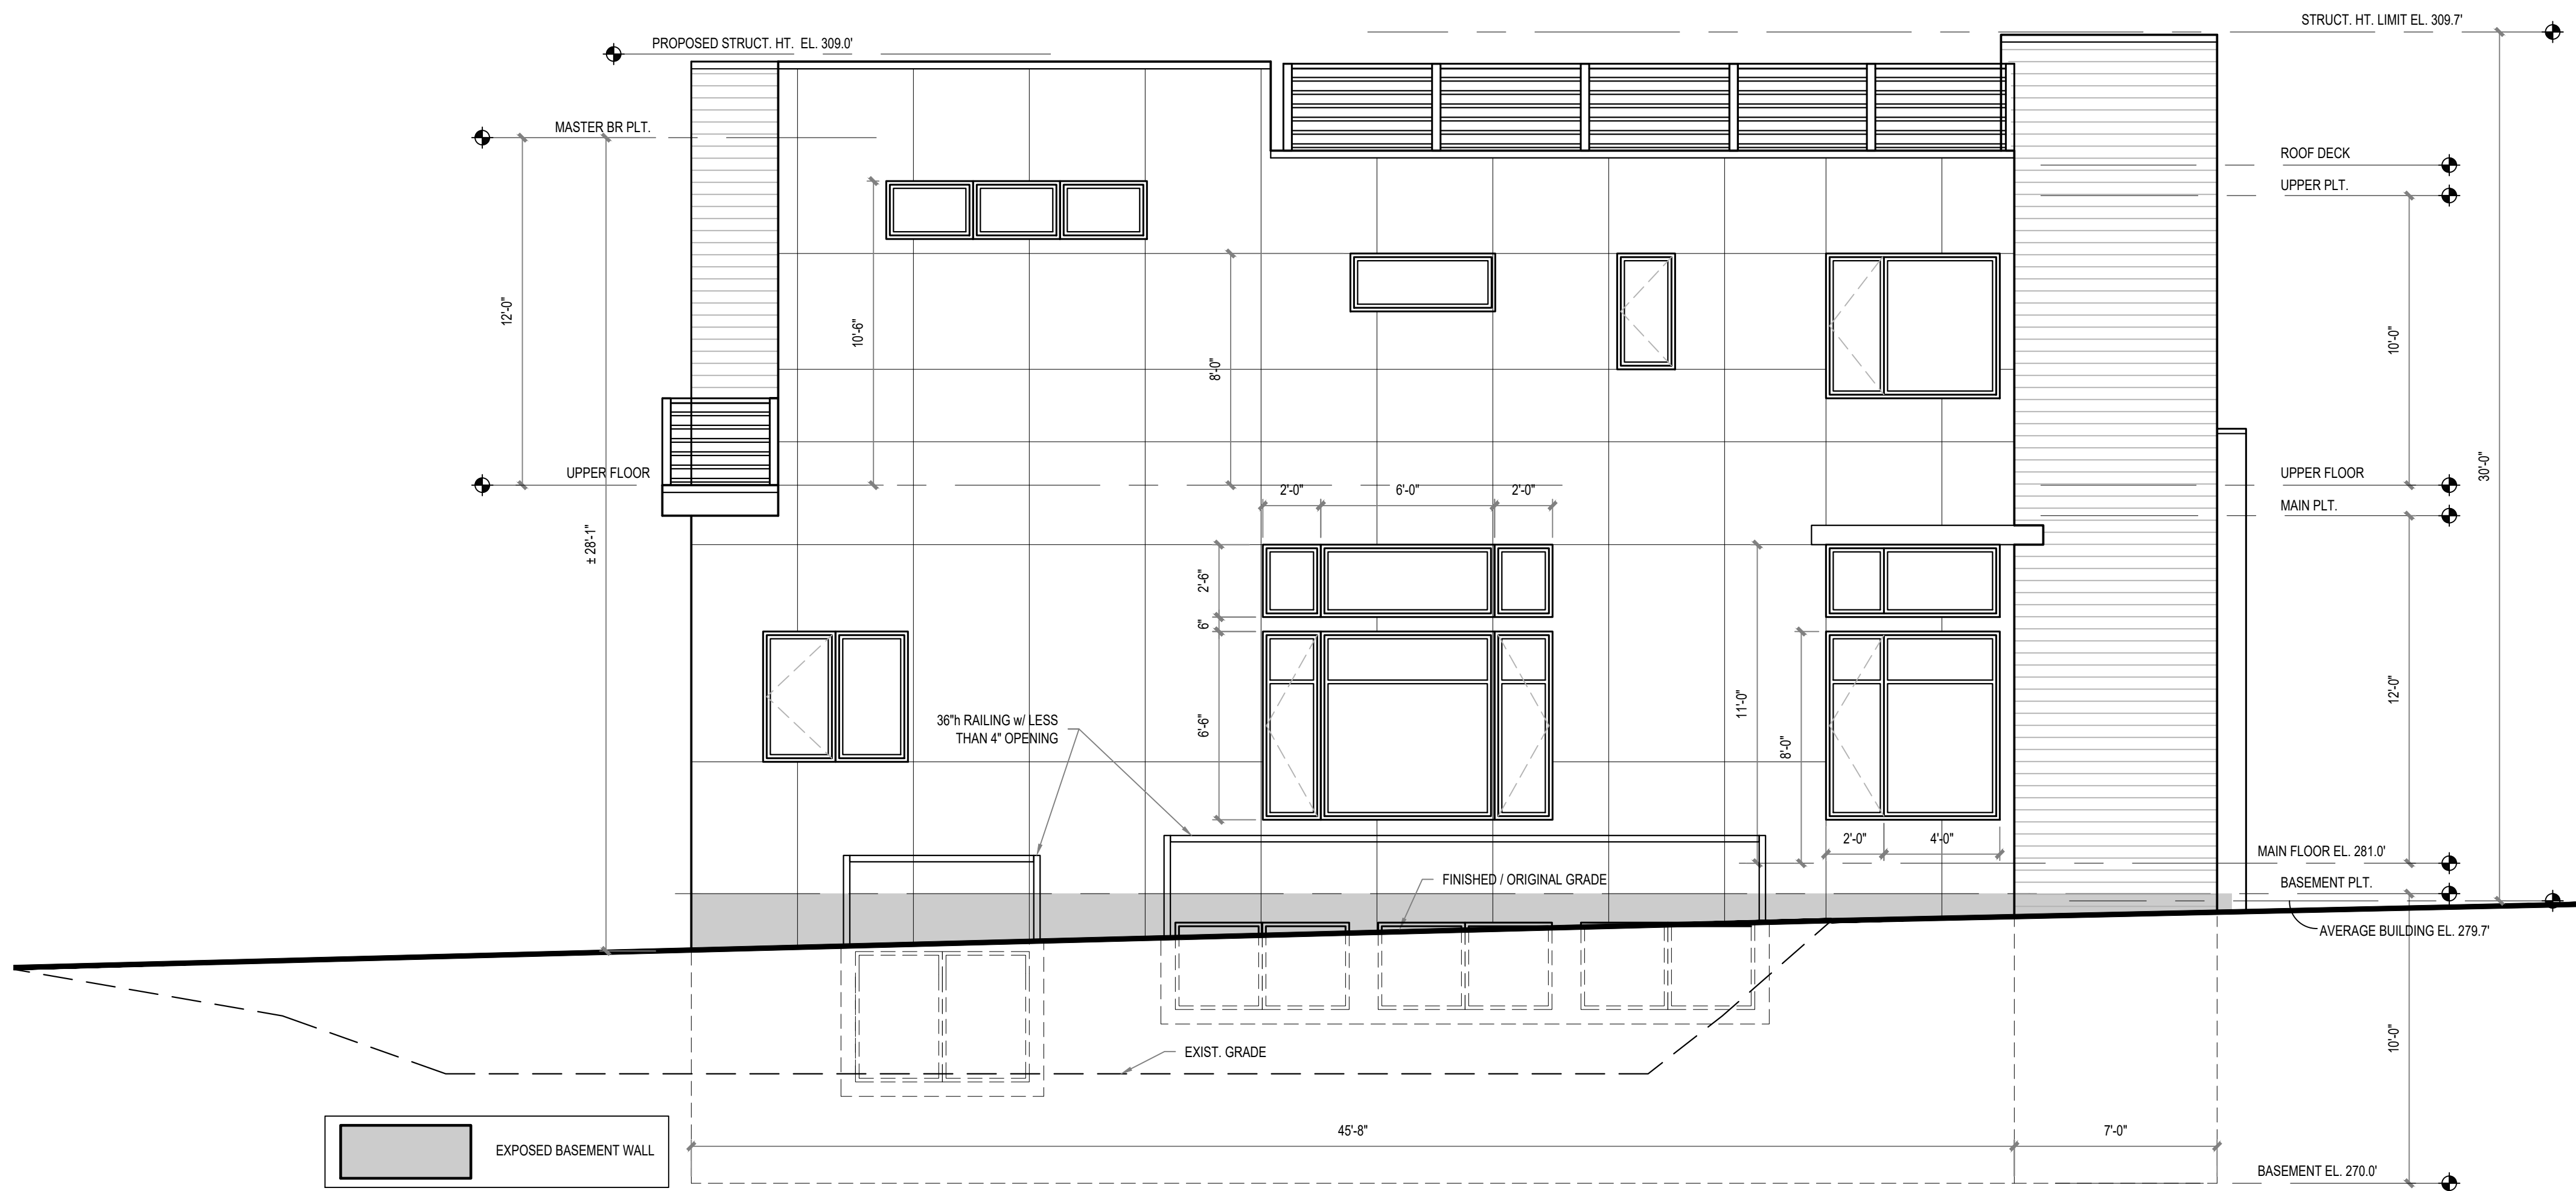 STRUCT. HT. LIMIT EL. 309.7'
PROPOSED STRUCT. HT. EL. 309.0'
MASTER BR PLT.
ROOF DECK
UPPER PLT.
12'-0"
10'-6"
8'-0"
10'-0"
30'-0"
UPPER FLOOR
UPPER FLOOR
2'-0"
6'-0"
2'-0"
MAIN PLT.
± 28'-1"
2'-6"
6"
6'-6"
11'-0"
8'-0"
12'-0"
36"h RAILING w/ LESS
THAN 4" OPENING
2'-0"
4'-0"
MAIN FLOOR EL. 281.0'
FINISHED / ORIGINAL GRADE
BASEMENT PLT.
AVERAGE BUILDING EL. 279.7'
10'-0"
EXIST. GRADE
45'-8"
7'-0"
EXPOSED BASEMENT WALL
BASEMENT EL. 270.0'